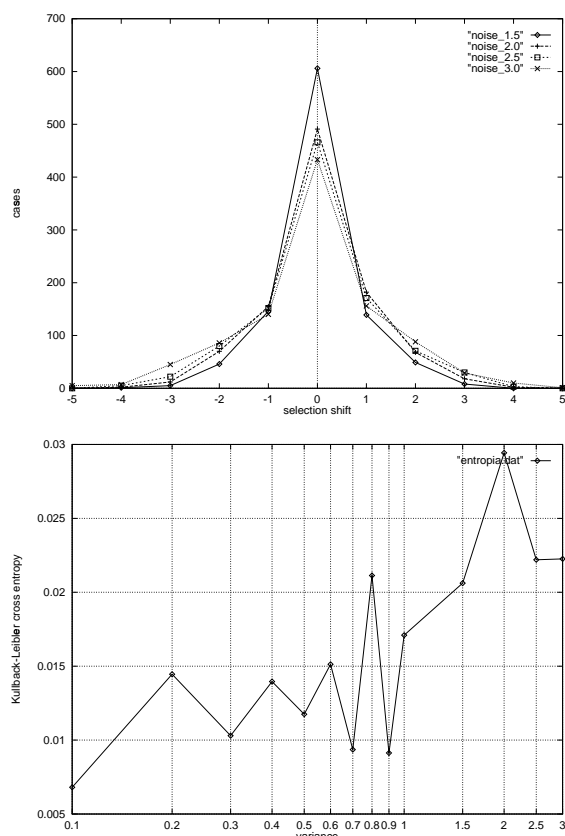 700
600
500
400
300
200
100
0
cases
-5 -4 -3 -2 -1 0 1 2 3 4 5
selection shift
"noise_1.5"
"noise_2.0"
"noise_2.5"
"noise_3.0"
0.03
0.025
0.02
0.015
0.01
0.005
Kullback-Leibler cross entropy
"entropia.dat"
0.1 0.2 0.3 0.4 0.5 0.6 0.7 0.8 0.9 1 1.5 2 2.5 3
variance